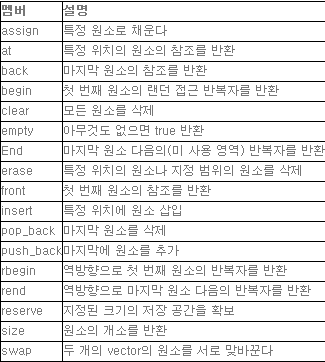 멤버 설명
assign 특정 원소로 채운다
at 특정 위치의 원소의 참조를 반환
back 마지막 원소의 참조를 반환
begin 첫 번째 원소의 랜던 접근 반복자를 반환
clear 모든 원소를 삭제
empty 아무것도 없으면 true 반환
End 마지막 원소 다음의(미 사용 영역) 반복자를 반환
erase 특정 위치의 원소나 지정 범위의 원소를 삭제
front 첫 번째 원소의 참조를 반환
insert 특정 위치에 원소 삽입
pop_back 마지막 원소를 삭제
push_back 마지막에 원소를 추가
rbegin 역방향으로 첫 번째 원소의 반복자를 반환
rend 역방향으로 마지막 원소 다음의 반복자를 반환
reserve 지정된 크기의 저장 공간을 확보
size 원소의 개소를 반환
swap 두 개의 vector의 원소를 서로 맞바꾼다